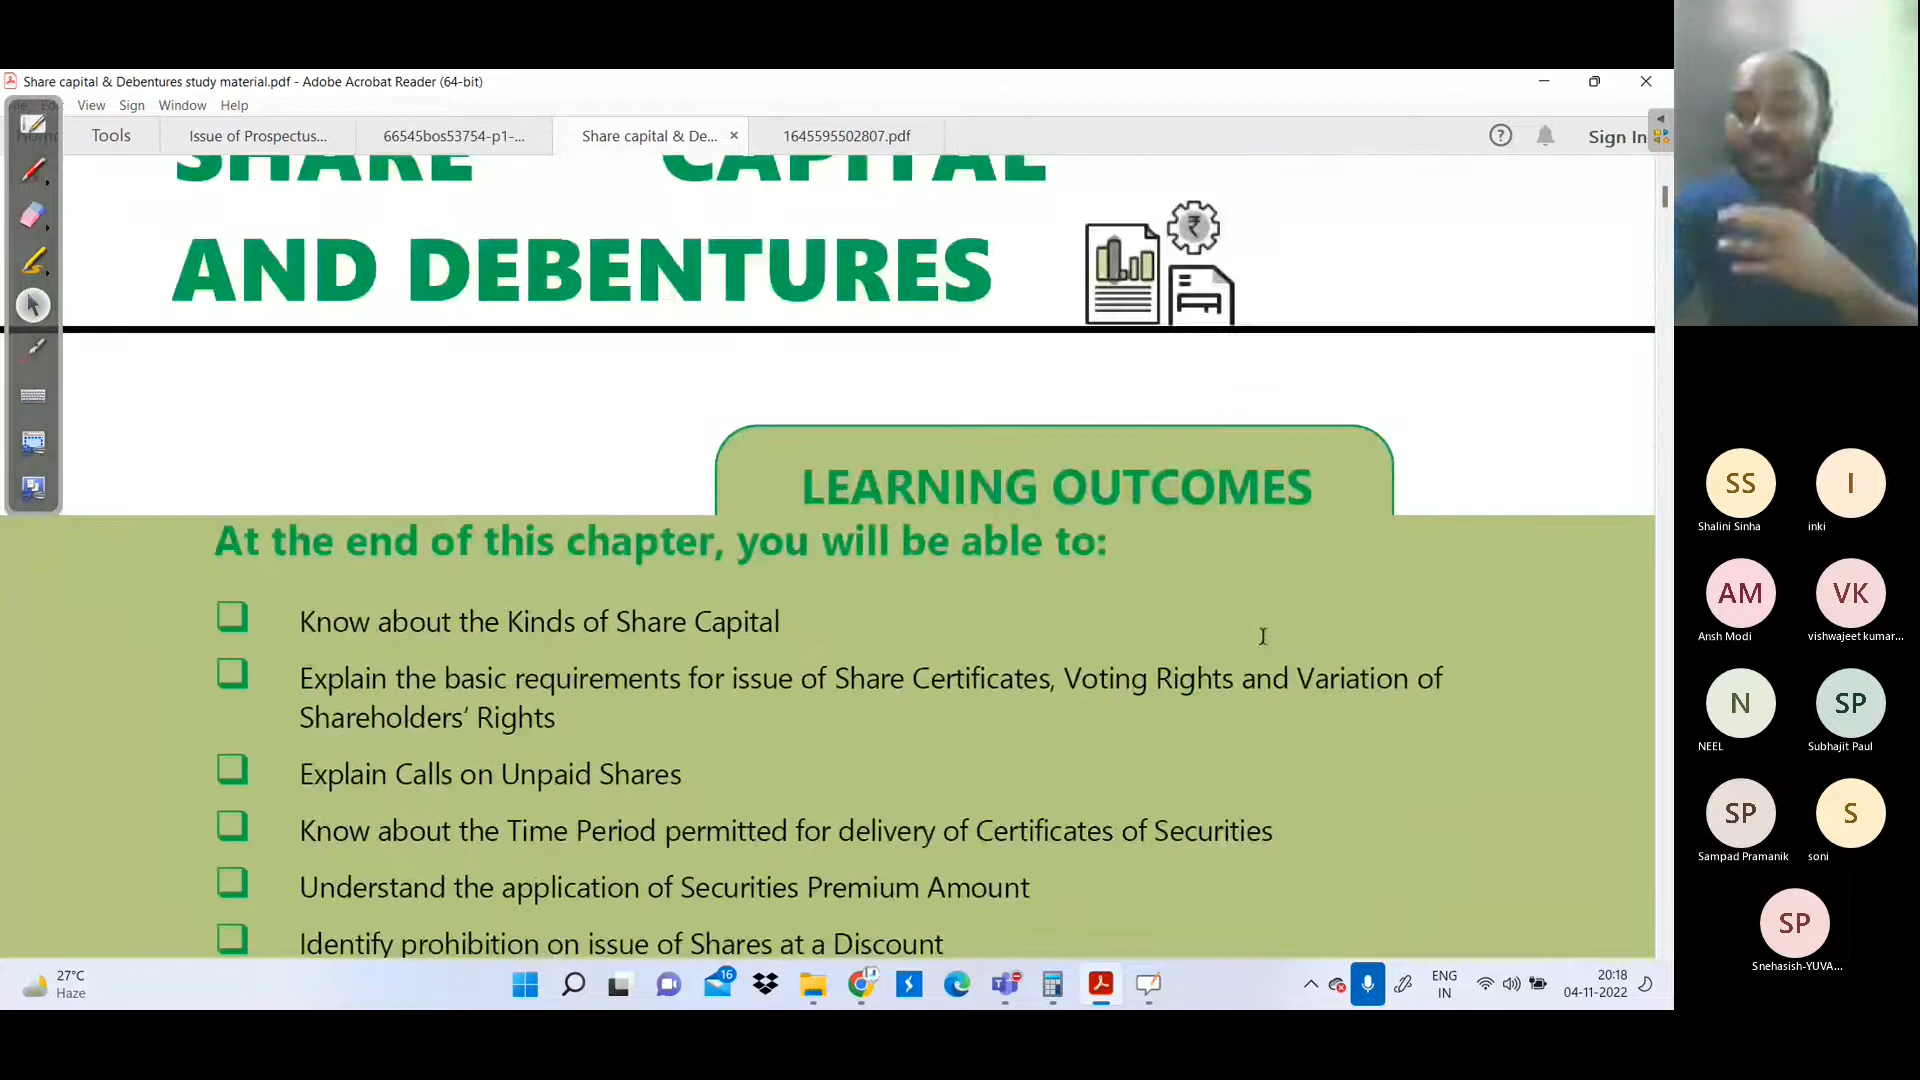 Share capital & Debentures study material.pdf - Adobe Acrobat Reader (64-bit)
View Sign Window Help
Tools Issue of Prospectus... 66545bos53754-p1-... Share capital & De... 1645595502807.pdf Sign In
SHARE CAPITAL
AND DEBENTURES
LEARNING OUTCOMES
At the end of this chapter, you will be able to:
Know about the Kinds of Share Capital
Explain the basic requirements for issue of Share Certificates, Voting Rights and Variation of
Shareholders’ Rights
Explain Calls on Unpaid Shares
Know about the Time Period permitted for delivery of Certificates of Securities
Understand the application of Securities Premium Amount
Identify prohibition on issue of Shares at a Discount
27°C
Haze
16
ENG
IN
20:18
04-11-2022
SS I
Shalini Sinha inki
AM VK
Ansh Modi vishwajeet kumar...
N SP
NEEL Subhajit Paul
SP S
Sampad Pramanik soni
SP
Snehasish-YUVA...